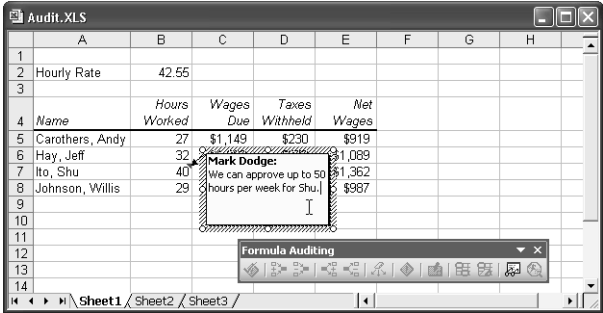 Audit.XLS
A B C D E F G H
1
2 Hourly Rate 42.55
3
Hours Wages Taxes Net
4 Name Worked Due Withheld Wages
5 Carothers, Andy 27 $1,149 $230 $919
6 Hay, Jeff 32 $1,089
7 Ito, Shu 40 $1,362
8 Johnson, Willis 29 $987
Mark Dodge:
We can approve up to 50
hours per week for Shu.
9
10
11
12
13
14
Formula Auditing
Sheet1 Sheet2 Sheet3